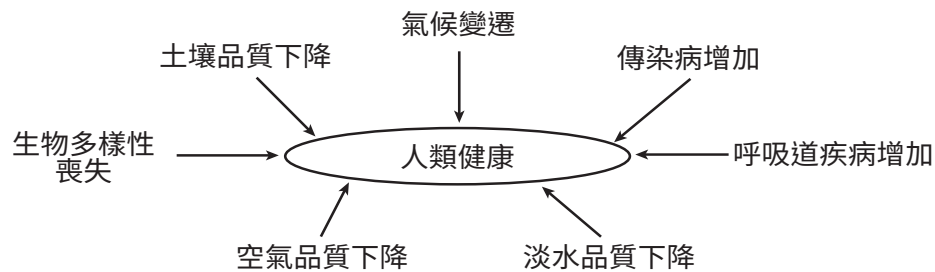 氣候變遷
土壤品質下降
傳染病增加
生物多樣性
喪失
人類健康
呼吸道疾病增加
空氣品質下降
淡水品質下降